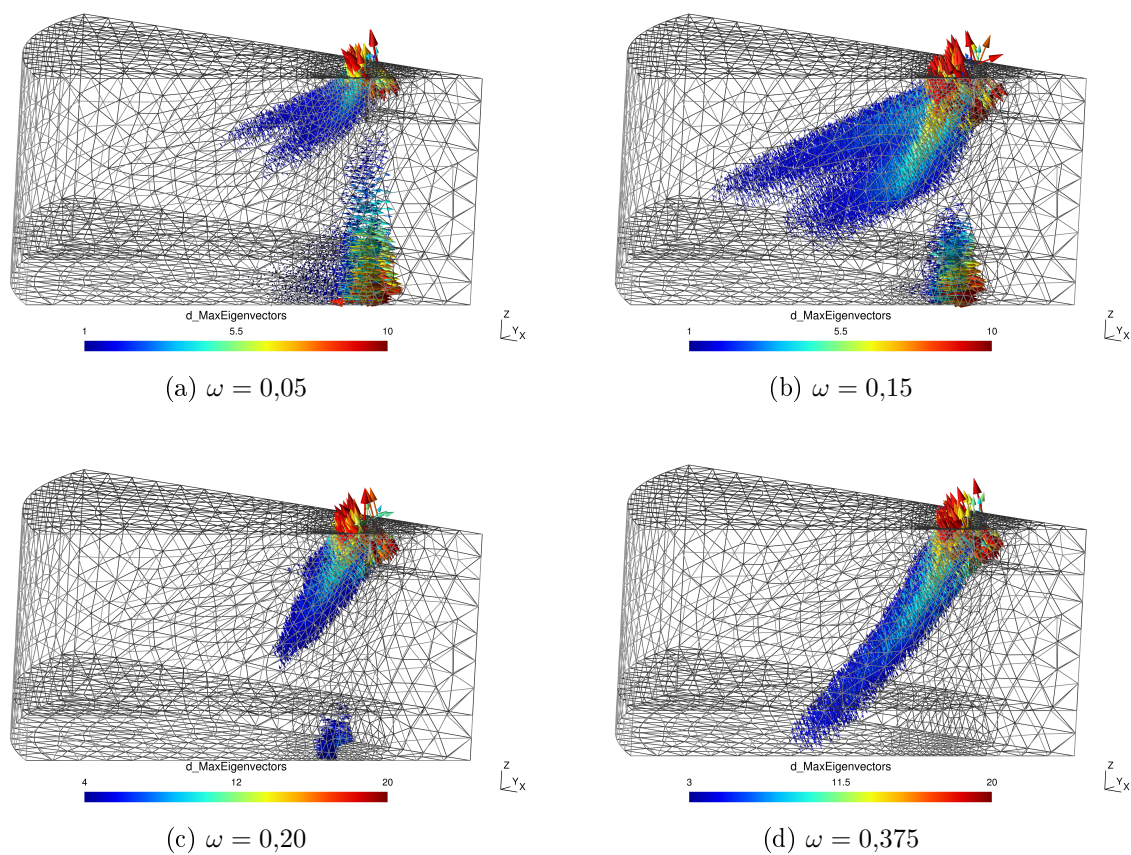 d_MaxEigenvectors
1 5.5 10
Z
Y X
(a) ω = 0,05
d_MaxEigenvectors
1 5.5 10
Z
Y X
(b) ω = 0,15
d_MaxEigenvectors
4 12 20
Z
Y X
(c) ω = 0,20
d_MaxEigenvectors
3 11.5 20
Z
Y X
(d) ω = 0,375